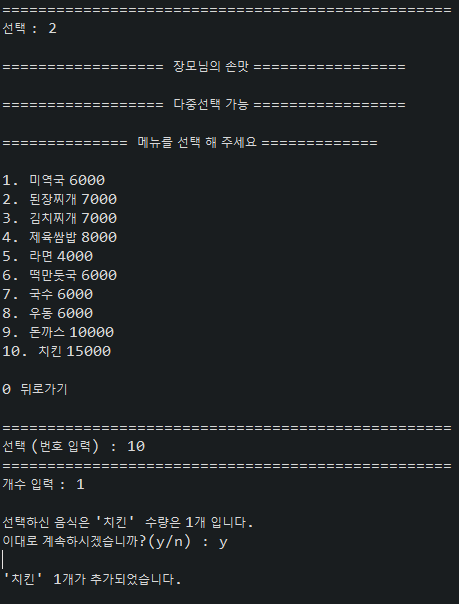 ==================================================
선택 : 2
================== 장모님의 손맛 =================
================== 다중선택 가능 =================
============== 메뉴를 선택 해 주세요 =============
1. 미역국 6000
2. 된장찌개 7000
3. 김치찌개 7000
4. 제육쌈밥 8000
5. 라면 4000
6. 떡만둣국 6000
7. 국수 6000
8. 우동 6000
9. 돈까스 10000
10. 치킨 15000
0 뒤로가기
==================================================
선택 (번호 입력) : 10
==================================================
개수 입력 : 1
선택하신 음식은 '치킨' 수량은 1개 입니다.
이대로 계속하시겠습니까?(y/n) : y
'치킨' 1개가 추가되었습니다.